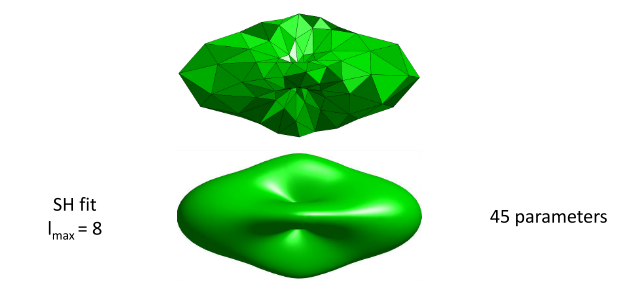 SH fit
lmax = 8
45 parameters